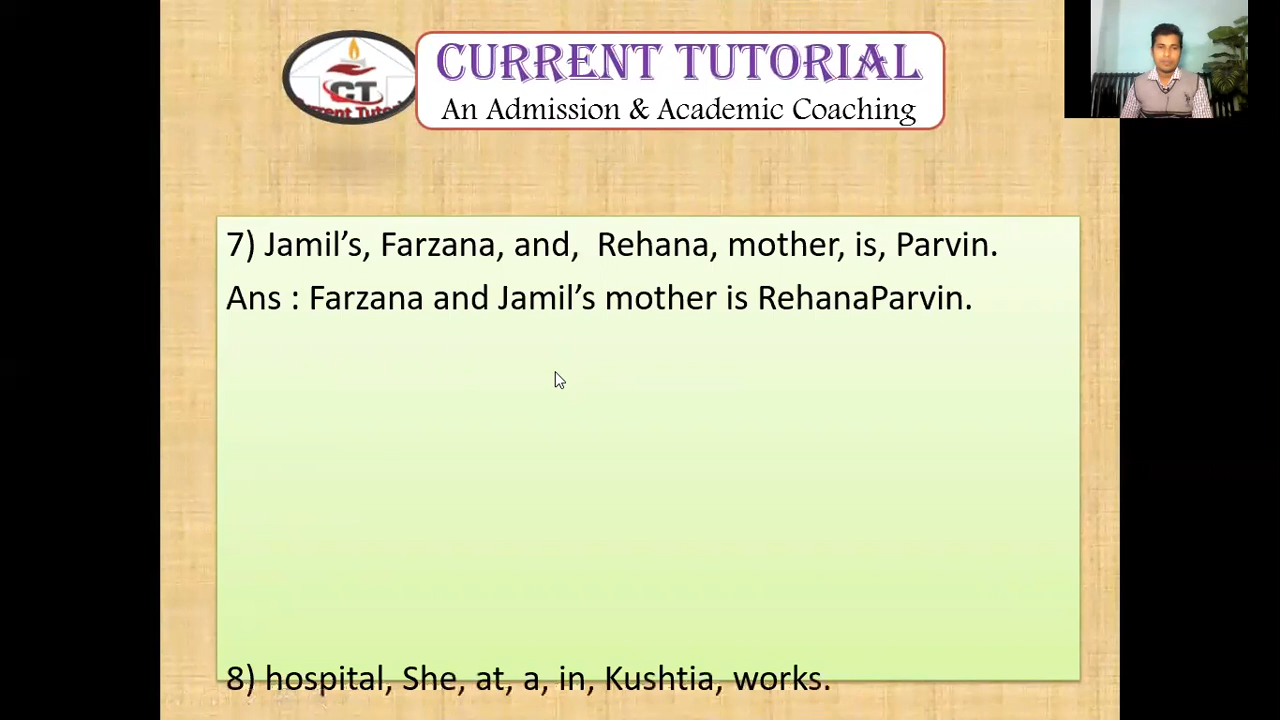 CURRENT TUTORIAL
An Admission & Academic Coaching
CT
7) Jamil’s, Farzana, and, Rehana, mother, is, Parvin.
Ans : Farzana and Jamil’s mother is RehanaParvin.
8) hospital, She, at, a, in, Kushtia, works.